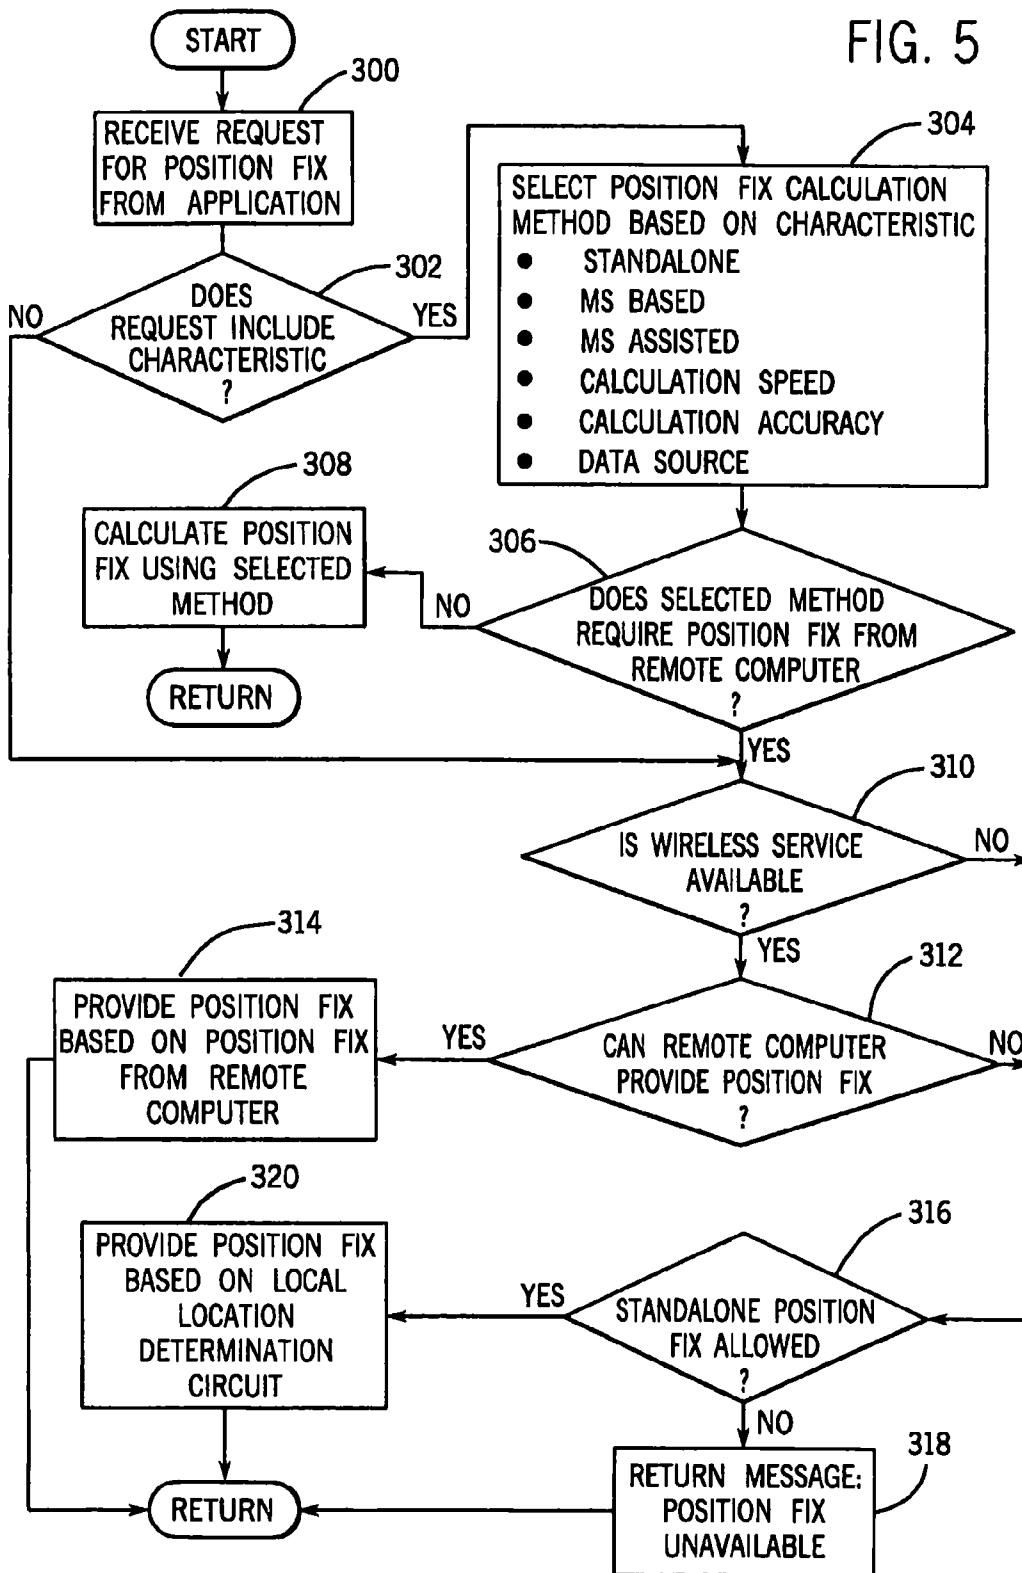 FIG. 5
START
300
RECEIVE REQUEST
FOR POSITION FIX
FROM APPLICATION
302
DOES
REQUEST INCLUDE
CHARACTERISTIC
?
NO
YES
304
SELECT POSITION FIX CALCULATION
METHOD BASED ON CHARACTERISTIC
● STANDALONE
● MS BASED
● MS ASSISTED
● CALCULATION SPEED
● CALCULATION ACCURACY
● DATA SOURCE
306
DOES SELECTED METHOD
REQUIRE POSITION FIX FROM
REMOTE COMPUTER
?
NO
YES
308
CALCULATE POSITION
FIX USING SELECTED
METHOD
RETURN
310
IS WIRELESS SERVICE
AVAILABLE
?
NO
YES
312
CAN REMOTE COMPUTER
PROVIDE POSITION FIX
?
YES
NO
314
PROVIDE POSITION FIX
BASED ON POSITION FIX
FROM REMOTE
COMPUTER
316
STANDALONE POSITION
FIX ALLOWED
?
YES
NO
320
PROVIDE POSITION FIX
BASED ON LOCAL
LOCATION
DETERMINATION
CIRCUIT
318
RETURN MESSAGE:
POSITION FIX
UNAVAILABLE
RETURN